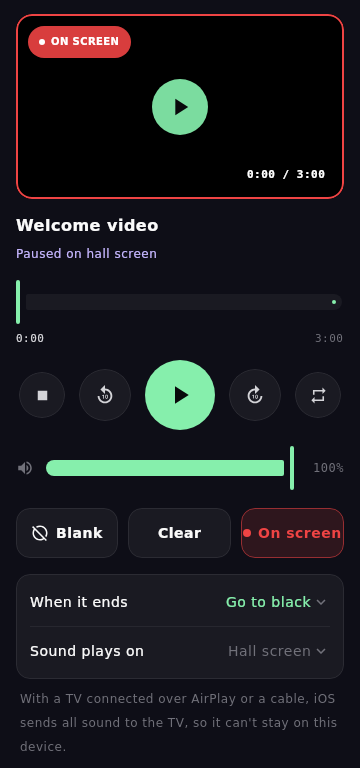 ON SCREEN
0:00 / 3:00
Welcome video
Paused on hall screen
0:00
3:00
10
10
100%
Blank
Clear
On screen
When it ends
Go to black
Sound plays on
Hall screen
With a TV connected over AirPlay or a cable, iOS
sends all sound to the TV, so it can't stay on this
device.